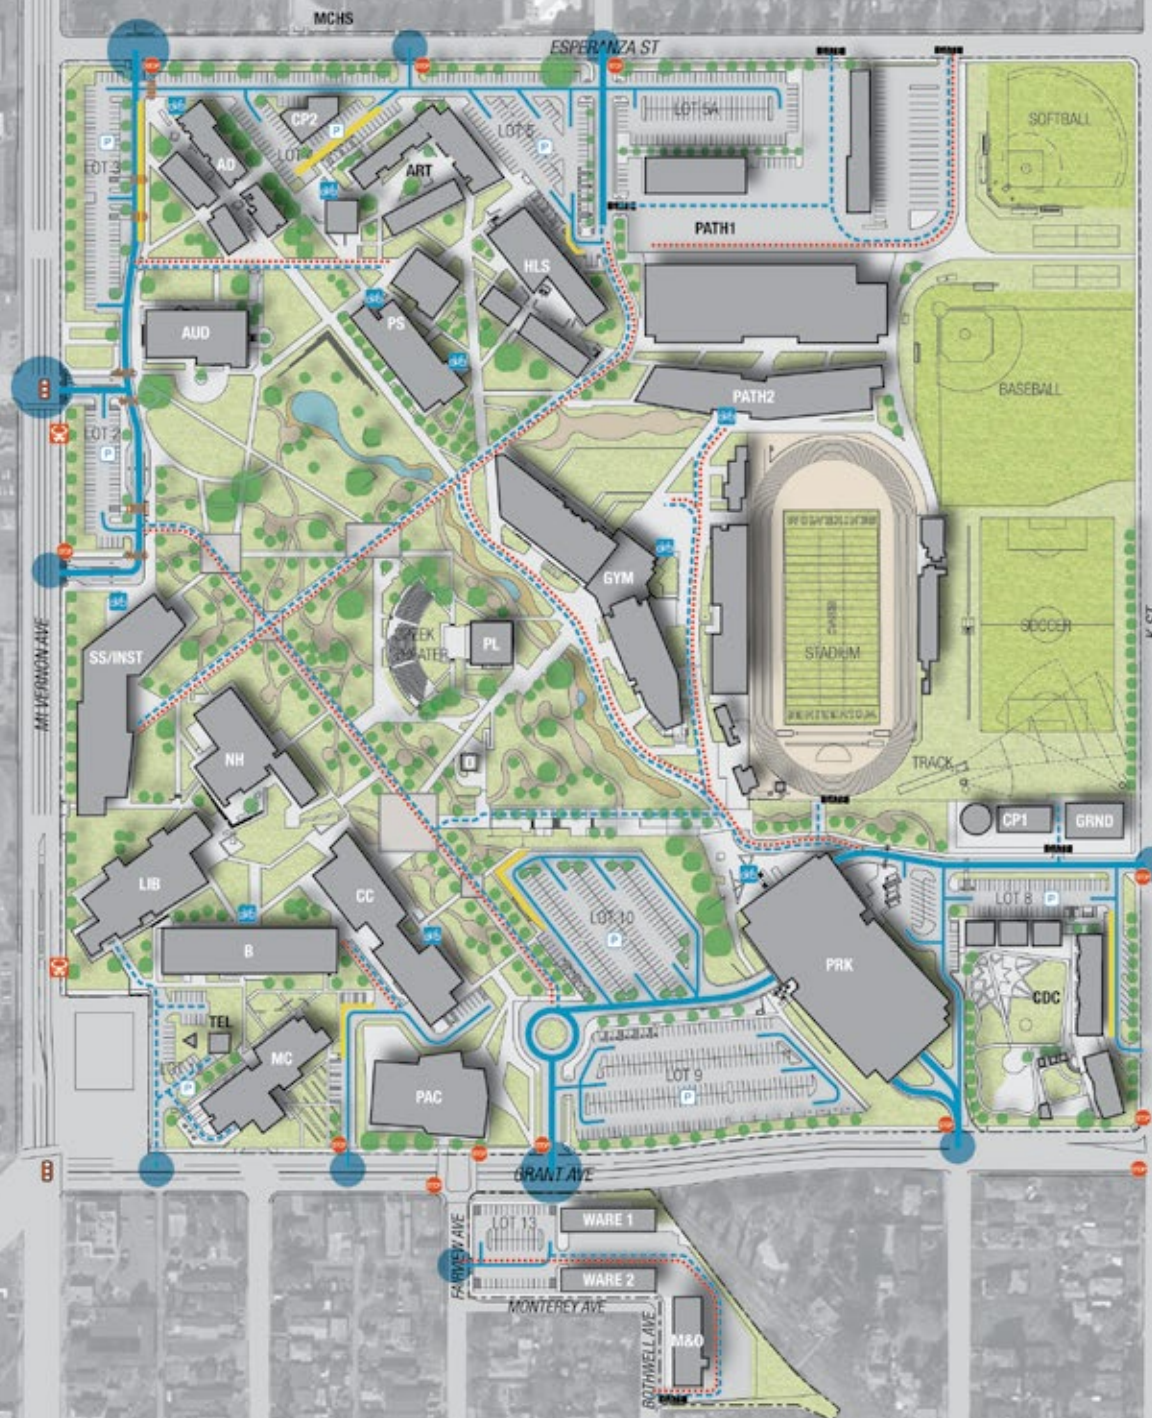 MCHS
ESPERANZA ST
SOFTBALL
CP2
LOT 5
LOT 5A
P
P
P
LOT 3
AD
LOT
ART
PATH1
HLS
PS
AUD
PATH2
BASEBALL
LOT 2
P
GYM
MT VERNON AVE
SS/INST
PL
STADIUM
SOCCER
K ST
NH
TRACK
CP1
GRND
LIB
CC
LOT 10
P
LOT 8
P
B
PRK
CDC
TEL
MC
P
PAC
LOT 9
P
GRANT AVE
FAIRVIEW AVE
LOT 13
WARE 1
WARE 2
MONTEREY AVE
BOTHWELL AVE
M&O